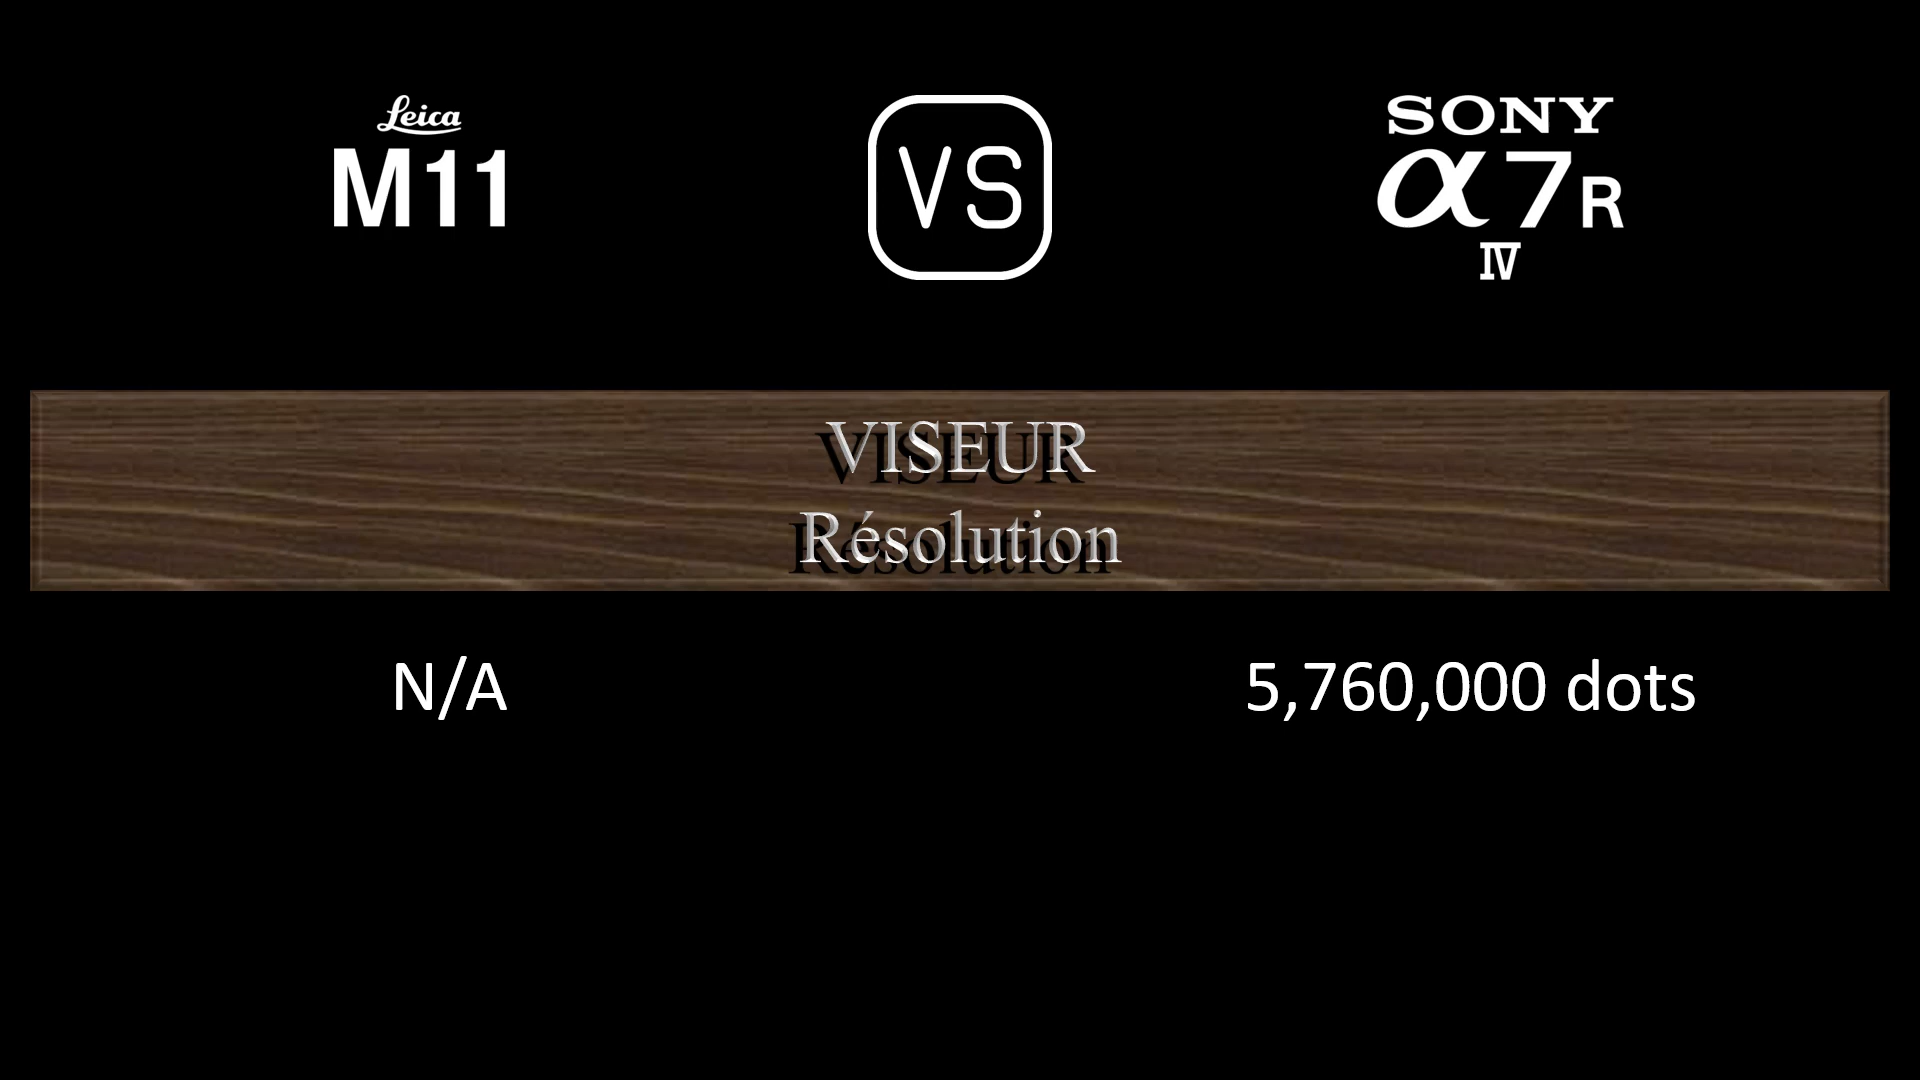 Leica
M11
VS
SONY
α7R
IV
VISEUR
Résolution
N/A
5,760,000 dots